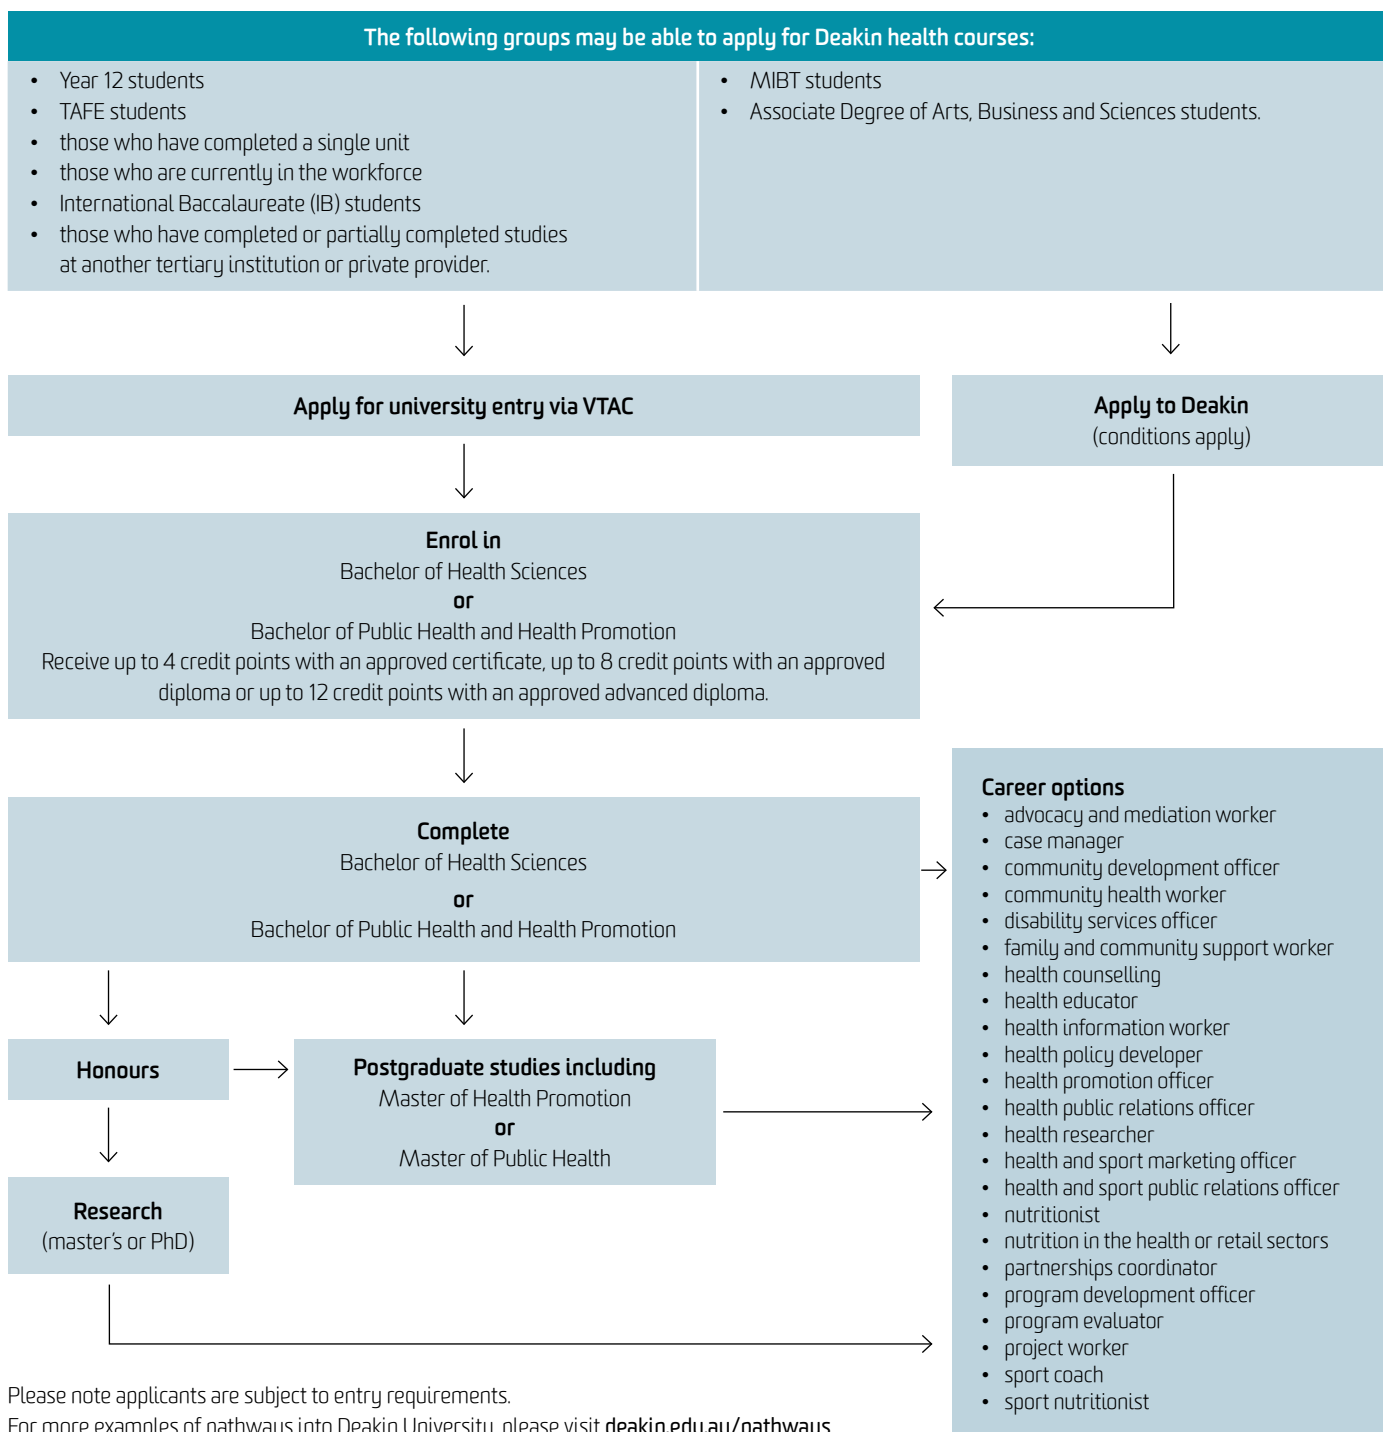 The following groups may be able to apply for Deakin health courses:
• Year 12 students
• TAFE students
• those who have completed a single unit
• those who are currently in the workforce
• International Baccalaureate (IB) students
• those who have completed or partially completed studies
at another tertiary institution or private provider.
• MIBT students
• Associate Degree of Arts, Business and Sciences students.
Apply for university entry via VTAC
Apply to Deakin
(conditions apply)
Enrol in
Bachelor of Health Sciences
or
Bachelor of Public Health and Health Promotion
Receive up to 4 credit points with an approved certificate, up to 8 credit points with an approved
diploma or up to 12 credit points with an approved advanced diploma.
Complete
Bachelor of Health Sciences
or
Bachelor of Public Health and Health Promotion
Honours
Postgraduate studies including
Master of Health Promotion
or
Master of Public Health
Research
(master's or PhD)
Career options
• advocacy and mediation worker
• case manager
• community development officer
• community health worker
• disability services officer
• family and community support worker
• health counselling
• health educator
• health information worker
• health policy developer
• health promotion officer
• health public relations officer
• health researcher
• health and sport marketing officer
• health and sport public relations officer
• nutritionist
• nutrition in the health or retail sectors
• partnerships coordinator
• program development officer
• program evaluator
• project worker
• sport coach
• sport nutritionist
Please note applicants are subject to entry requirements.
For more examples of pathways into Deakin University, please visit deakin.edu.au/pathways